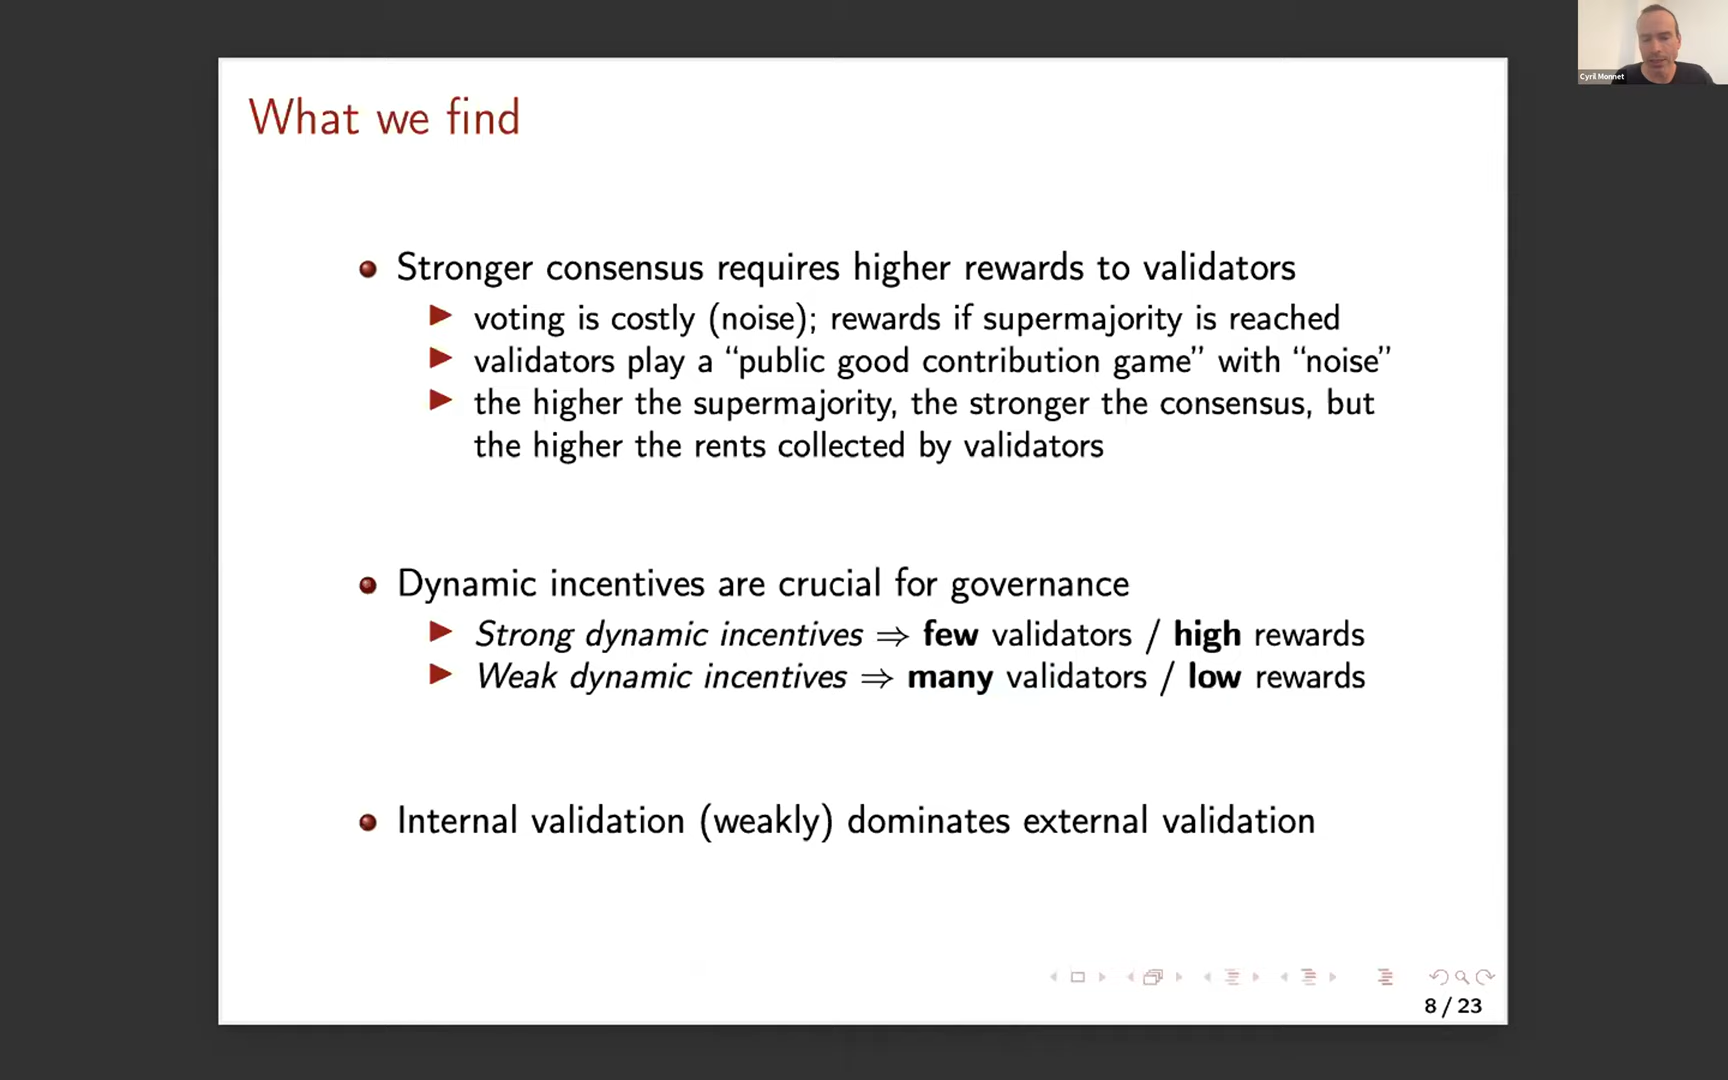 Cyril Monnet
What we find
Stronger consensus requires higher rewards to validators
voting is costly (noise); rewards if supermajority is reached
validators play a “public good contribution game” with “noise”
the higher the supermajority, the stronger the consensus, but
the higher the rents collected by validators
Dynamic incentives are crucial for governance
Strong dynamic incentives ⇒ few validators / high rewards
Weak dynamic incentives ⇒ many validators / low rewards
Internal validation (weakly) dominates external validation
8 / 23